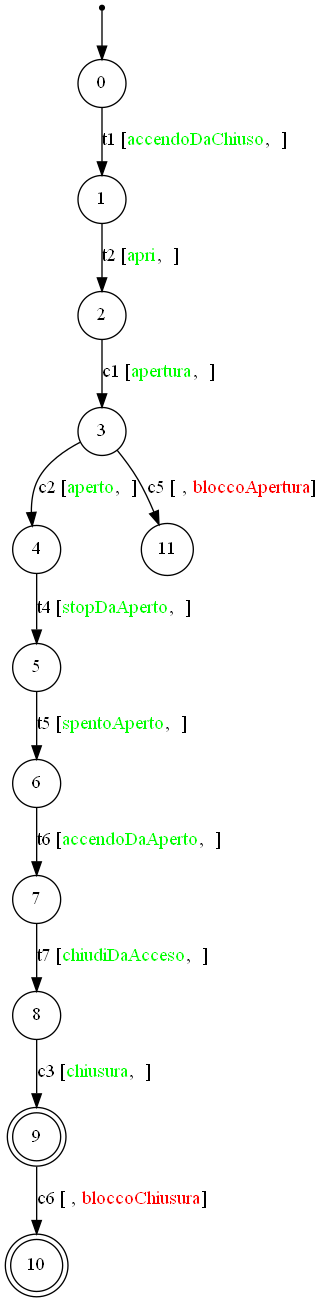 0
t1 [accendoDaChiuso, ]
1
t2 [apri, ]
2
c1 [apertura, ]
3
c2 [aperto, ] c5 [ , bloccoApertura]
4 11
t4 [stopDaAperto, ]
5
t5 [spentoAperto, ]
6
t6 [accendoDaAperto, ]
7
t7 [chiudiDaAcceso, ]
8
c3 [chiusura, ]
9
c6 [ , bloccoChiusura]
10